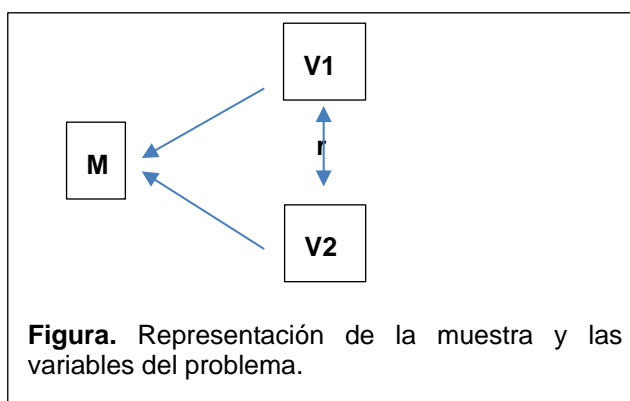 V1
r
M
V2
Figura. Representación de la muestra y las
variables del problema.